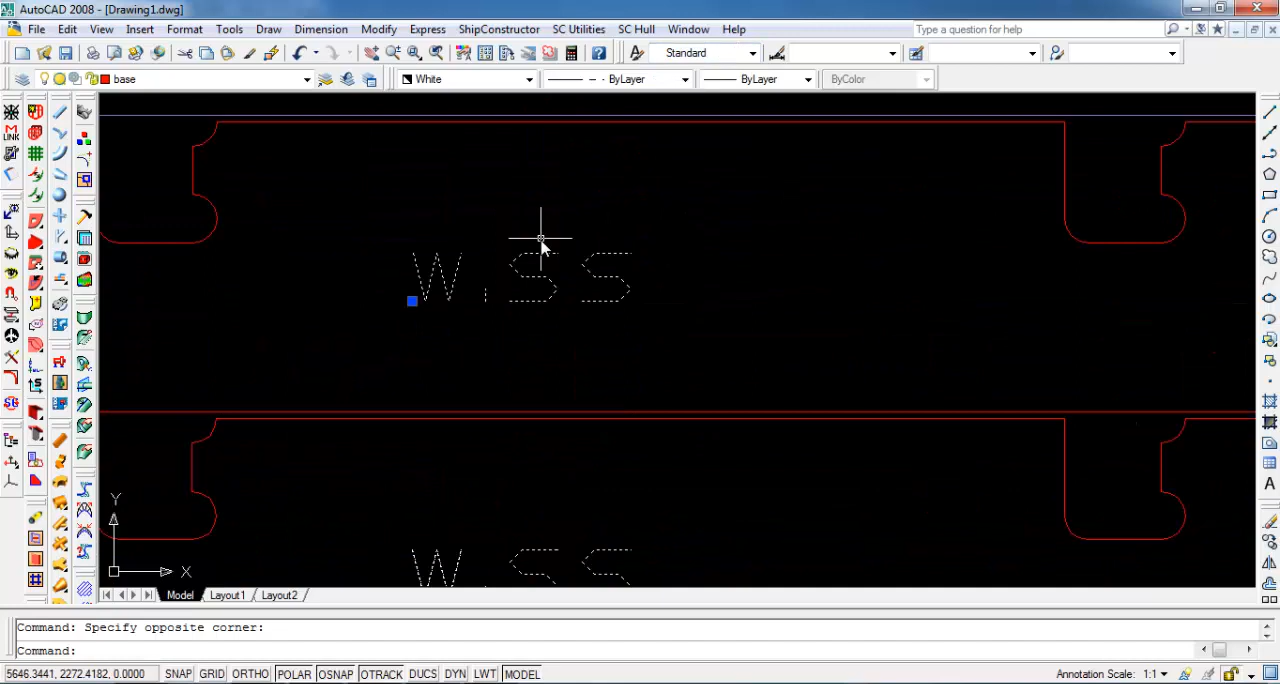 AutoCAD 2008 - [Drawing1.dwg]
File Edit View Insert Format Tools Draw Dimension Modify Express ShipConstructor SC Utilities SC Hull Window Help
Type a question for help
Standard
base
White
ByLayer
ByLayer
ByColor
M
LINK
W.SS
Y
X
W.SS
Model Layout1 Layout2
Command: Specify opposite corner:
Command:
5646.3441, 2272.4182, 0.0000 SNAP GRID ORTHO POLAR OSNAP OTRACK DUCS DYN LWT MODEL
Annotation Scale: 1:1